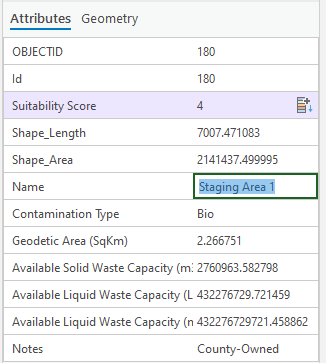 Attributes Geometry
OBJECTID 180
Id 180
Suitability Score 4
Shape_Length 7007.471083
Shape_Area 2141437.499995
Name Staging Area 1
Contamination Type Bio
Geodetic Area (SqKm) 2.266751
Available Solid Waste Capacity (m: 2760963.582798
Available Liquid Waste Capacity (L 432276729.721459
Available Liquid Waste Capacity (n 432276729721.458862
Notes County-Owned